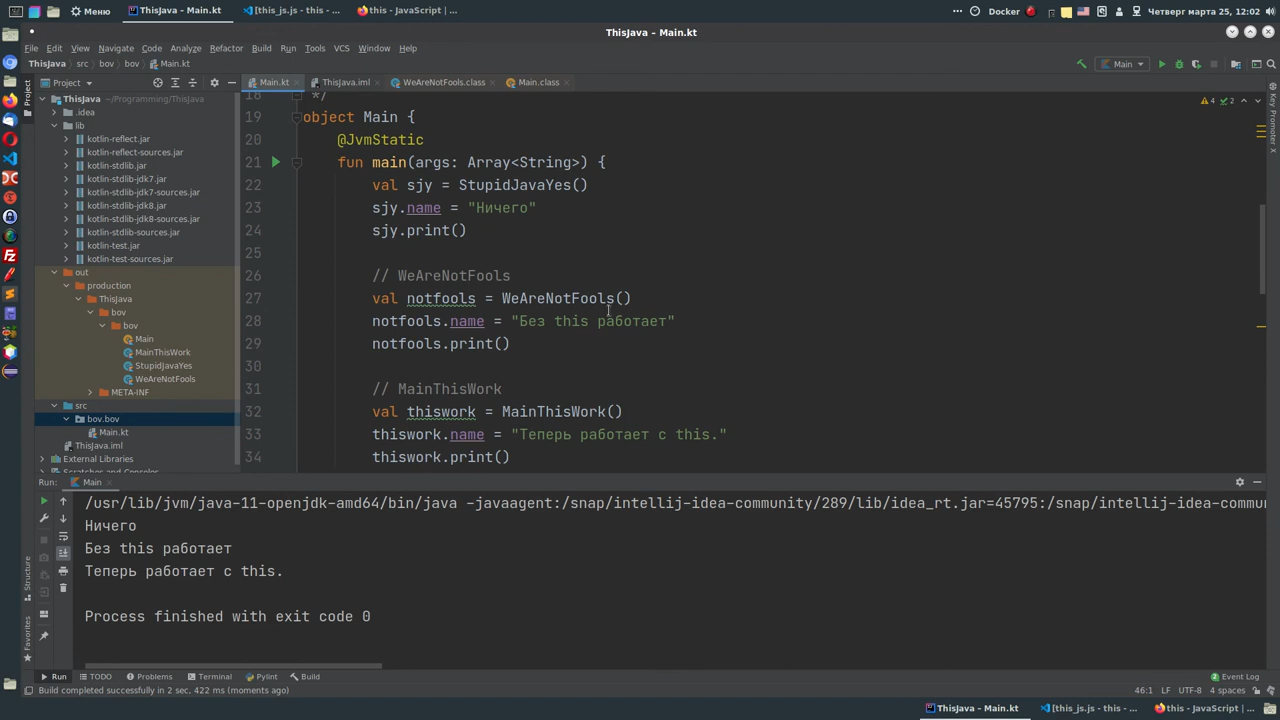 Меню
ThisJava – Main.kt
[this_js.js - this - ...
this - JavaScript | ...
Docker
Четверг марта 25, 12:02
ThisJava – Main.kt
File Edit View Navigate Code Analyze Refactor Build Run Tools VCS Window Help
ThisJava
src
bov
bov
Main.kt
Main
Project
Main.kt
ThisJava.iml
WeAreNotFools.class
Main.class
Project
Structure
Favorites
Key Promoter X
ThisJava ~/Programming/ThisJava
.idea
lib
kotlin-reflect.jar
kotlin-reflect-sources.jar
kotlin-stdlib.jar
kotlin-stdlib-jdk7.jar
kotlin-stdlib-jdk7-sources.jar
kotlin-stdlib-jdk8.jar
kotlin-stdlib-jdk8-sources.jar
kotlin-stdlib-sources.jar
kotlin-test.jar
kotlin-test-sources.jar
out
production
ThisJava
bov
bov
Main
MainThisWork
StupidJavaYes
WeAreNotFools
META-INF
src
bov.bov
Main.kt
ThisJava.iml
External Libraries
Scratches and Consoles
4 2
18 */
19 object Main {
20 @JvmStatic
21 fun main(args: Array<String>) {
22 val sjy = StupidJavaYes()
23 sjy.name = "Ничего"
24 sjy.print()
25
26 // WeAreNotFools
27 val notfools = WeAreNotFools()
28 notfools.name = "Без this работает"
29 notfools.print()
30
31 // MainThisWork
32 val thiswork = MainThisWork()
33 thiswork.name = "Теперь работает с this."
34 thiswork.print()
Run: Main
/usr/lib/jvm/java-11-openjdk-amd64/bin/java -javaagent:/snap/intellij-idea-community/289/lib/idea_rt.jar=45795:/snap/intellij-idea-commu
Ничего
Без this работает
Теперь работает с this.
Process finished with exit code 0
Run TODO Problems Terminal Pylint Build Event Log
Build completed successfully in 2 sec, 422 ms (moments ago)
46:1 LF UTF-8 4 spaces
ThisJava – Main.kt
[this_js.js - this - ...
this - JavaScript | ...